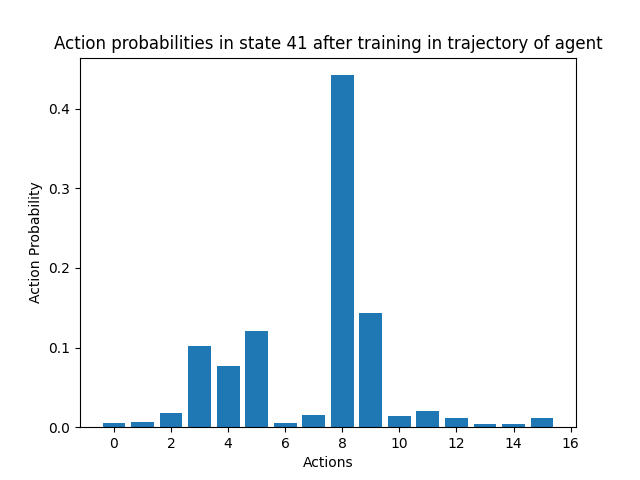 Action probabilities in state 41 after training in trajectory of agent
0.4
0.3
0.2
0.1
0.0
Action Probability
0 2 4 6 8 10 12 14 16
Actions